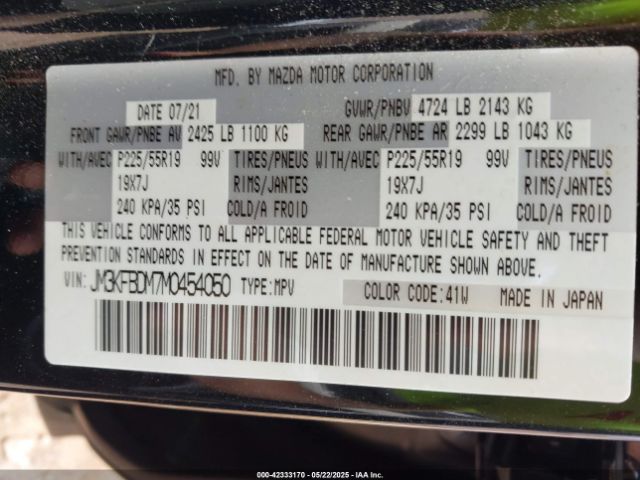 MFD. BY MAZDA MOTOR CORPORATION
DATE 07/21 GVWR/PNBV 4724 LB 2143 KG
FRONT GAWR/PNBE AV 2425 LB 1100 KG REAR GAWR/PNBE AR 2299 LB 1043 KG
WITH/AVEC P225/55R19 99V TIRES/PNEUS WITH/AVEC P225/55R19 99V TIRES/PNEUS
19X7J RIMS/JANTES 19X7J RIMS/JANTES
240 KPA/35 PSI COLD/A FROID 240 KPA/35 PSI COLD/A FROID
THIS VEHICLE CONFORMS TO ALL APPLICABLE FEDERAL MOTOR VEHICLE SAFETY AND THEFT
PREVENTION STANDARDS IN EFFECT ON THE DATE OF MANUFACTURE SHOWN ABOVE.
VIN: JM3KFBDM7M0454050 TYPE: MPV COLOR CODE: 41W MADE IN JAPAN
000-42333170 - 05/22/2025 - IAAI Inc.